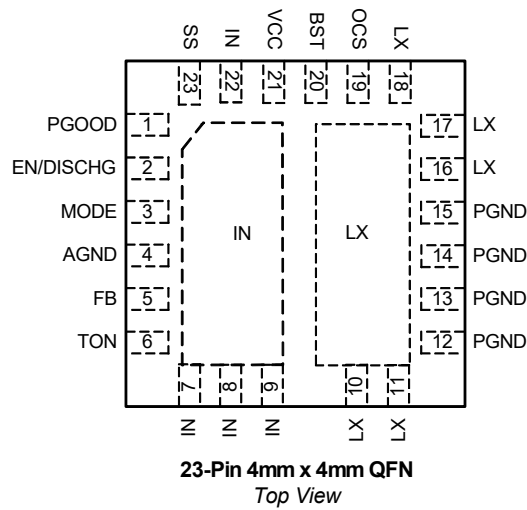 SS IN VCC BST OCS LX
23 22 21 20 19 18
PGOOD 1 17 LX
EN/DISCHG 2 16 LX
MODE 3 15 PGND
IN LX
AGND 4 14 PGND
FB 5 13 PGND
TON 6 12 PGND
7 8 9 10 11
IN IN IN LX LX
23-Pin 4mm x 4mm QFN
Top View